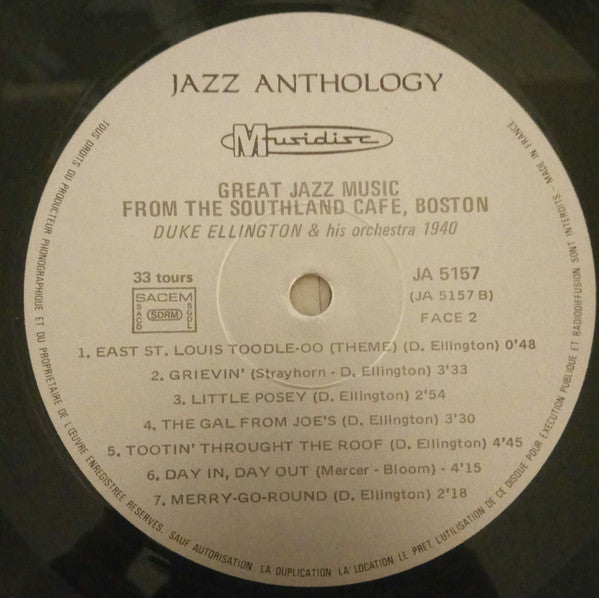 JAZZ ANTHOLOGY
Musidisc
GREAT JAZZ MUSIC
FROM THE SOUTHLAND CAFE, BOSTON
DUKE ELLINGTON & his orchestra 1940
33 tours
SACEM
SACD
SDRM
SGDL
JA 5157
(JA 5157 B)
FACE 2
1. EAST ST. LOUIS TOODLE-OO (THEME) (D. Ellington) 0'48
2. GRIEVIN' (Strayhorn - D. Ellington) 3'33
3. LITTLE POSEY (D. Ellington) 2'54
4. THE GAL FROM JOE'S (D. Ellington) 3'30
5. TOOTIN' THROUGHT THE ROOF (D. Ellington) 4'45
6. DAY IN, DAY OUT (Mercer - Bloom) - 4'15
7. MERRY-GO-ROUND (D. Ellington) 2'18
TOUS DROITS DU PRODUCTEUR PHONOGRAPHIQUE ET DU PROPRIETAIRE DE L'ŒUVRE ENREGISTREE RESERVES. SAUF AUTORISATION LA DUPLICATION, LA LOCATION, LE PRET, L'UTILISATION DE CE DISQUE POUR EXECUTION PUBLIQUE ET RADIODIFFUSION SONT INTERDITS - MADE IN FRANCE